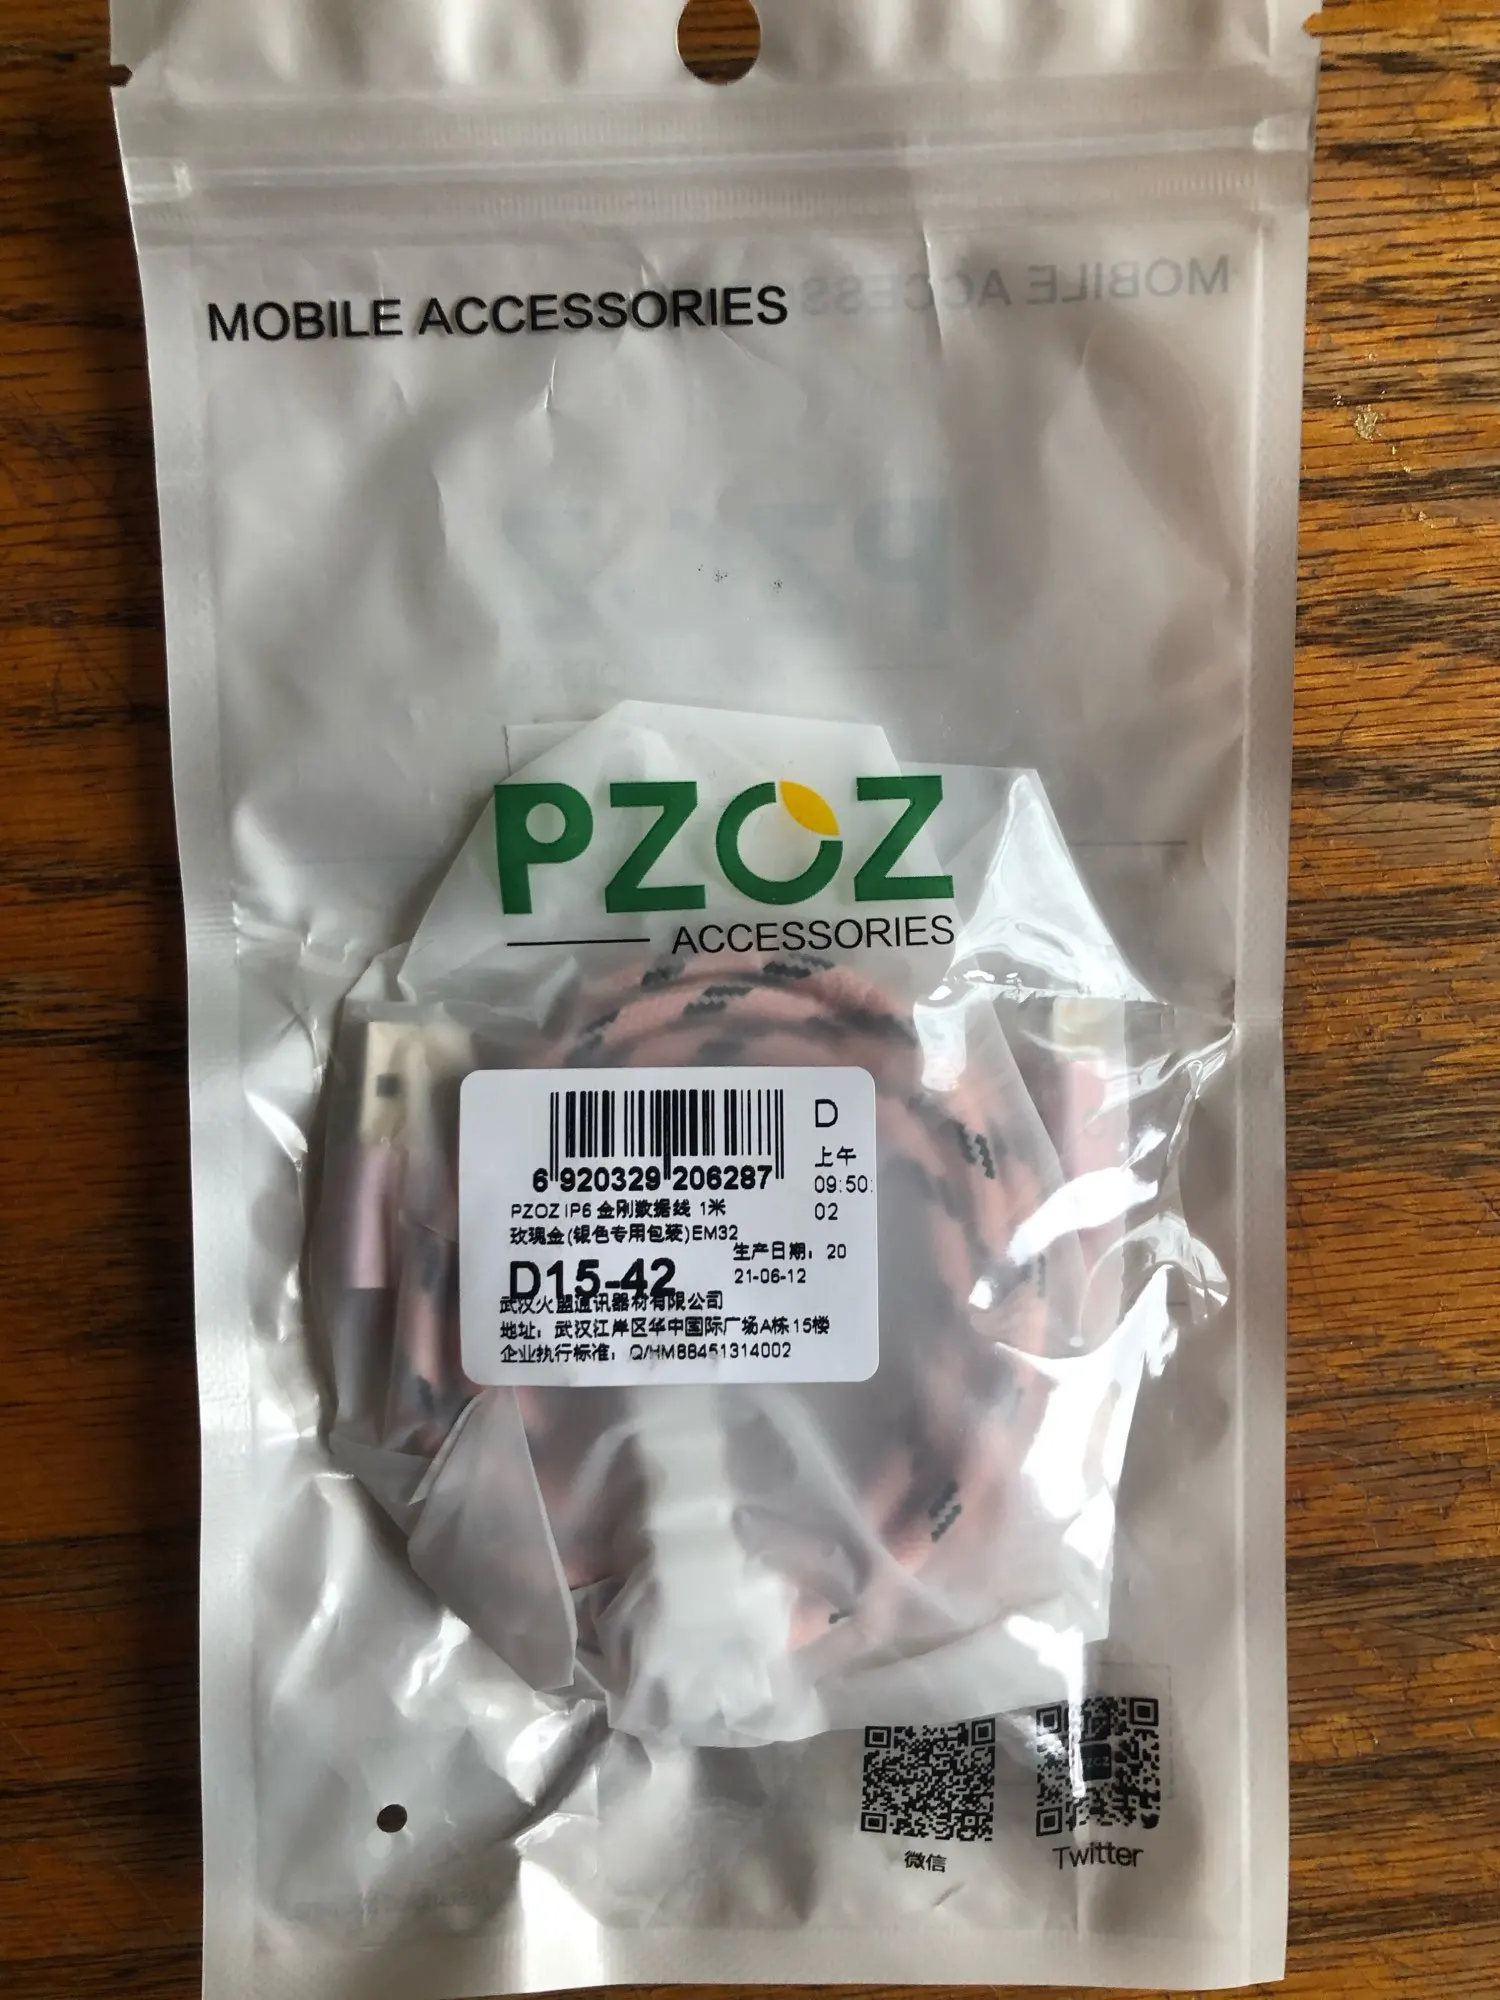 MOBILE ACCESSORIES
PZOZ
ACCESSORIES
6 920329 206287
D
上午
09:50:
02
PZOZ IP6 金刚数据线 1米
玫瑰金(银色专用包装)EM32
生产日期：20
21-06-12
D15-42
武汉火盟通讯器材有限公司
地址：武汉江岸区华中国际广场A栋15楼
企业执行标准：Q/HM88451314002
微信
Twitter